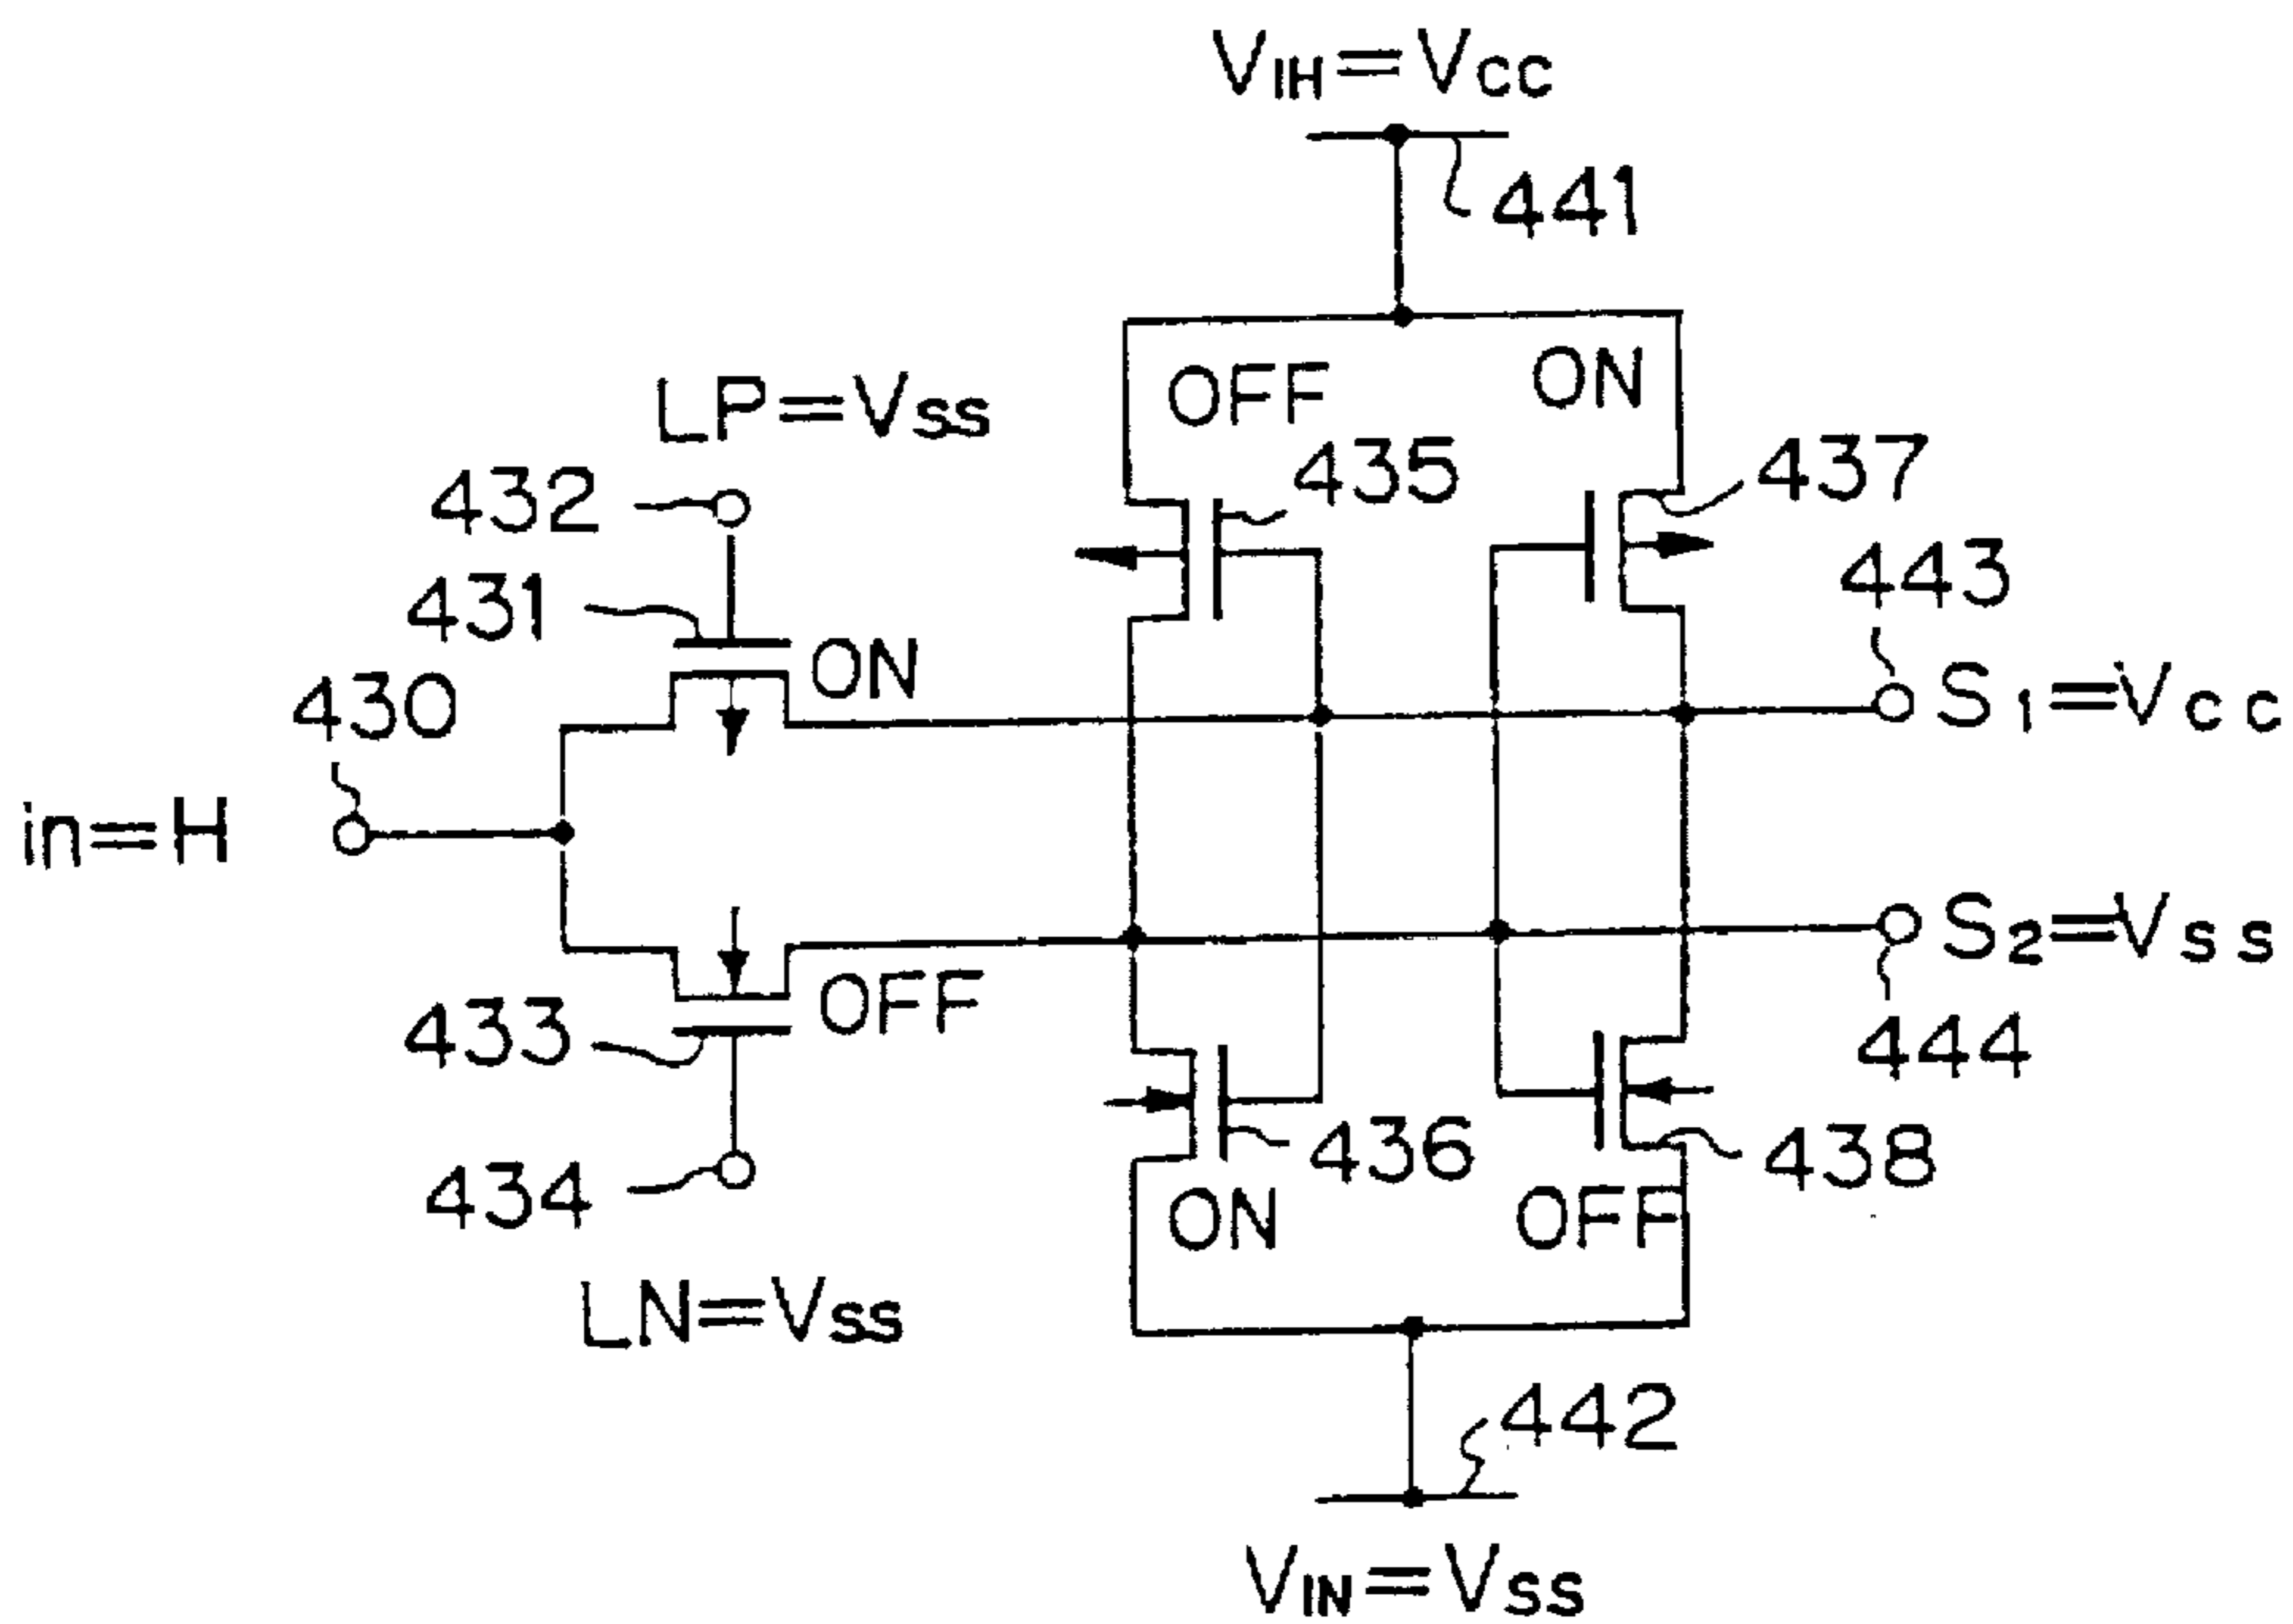 VIH=VCC
441
LP=VSS
OFF
ON
435
437
432
443
431
ON
430
S1=VCC
in=H
S2=VSS
433
OFF
444
436
438
434
ON
OFF
LN=VSS
442
VIN=VSS